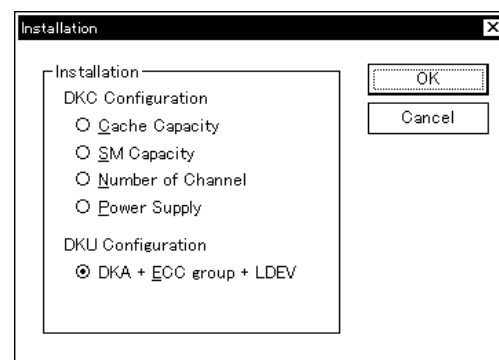 Installation
Installation
DKC Configuration
Cache Capacity
SM Capacity
Number of Channel
Power Supply
DKU Configuration
DKA + ECC group + LDEV
OK
Cancel